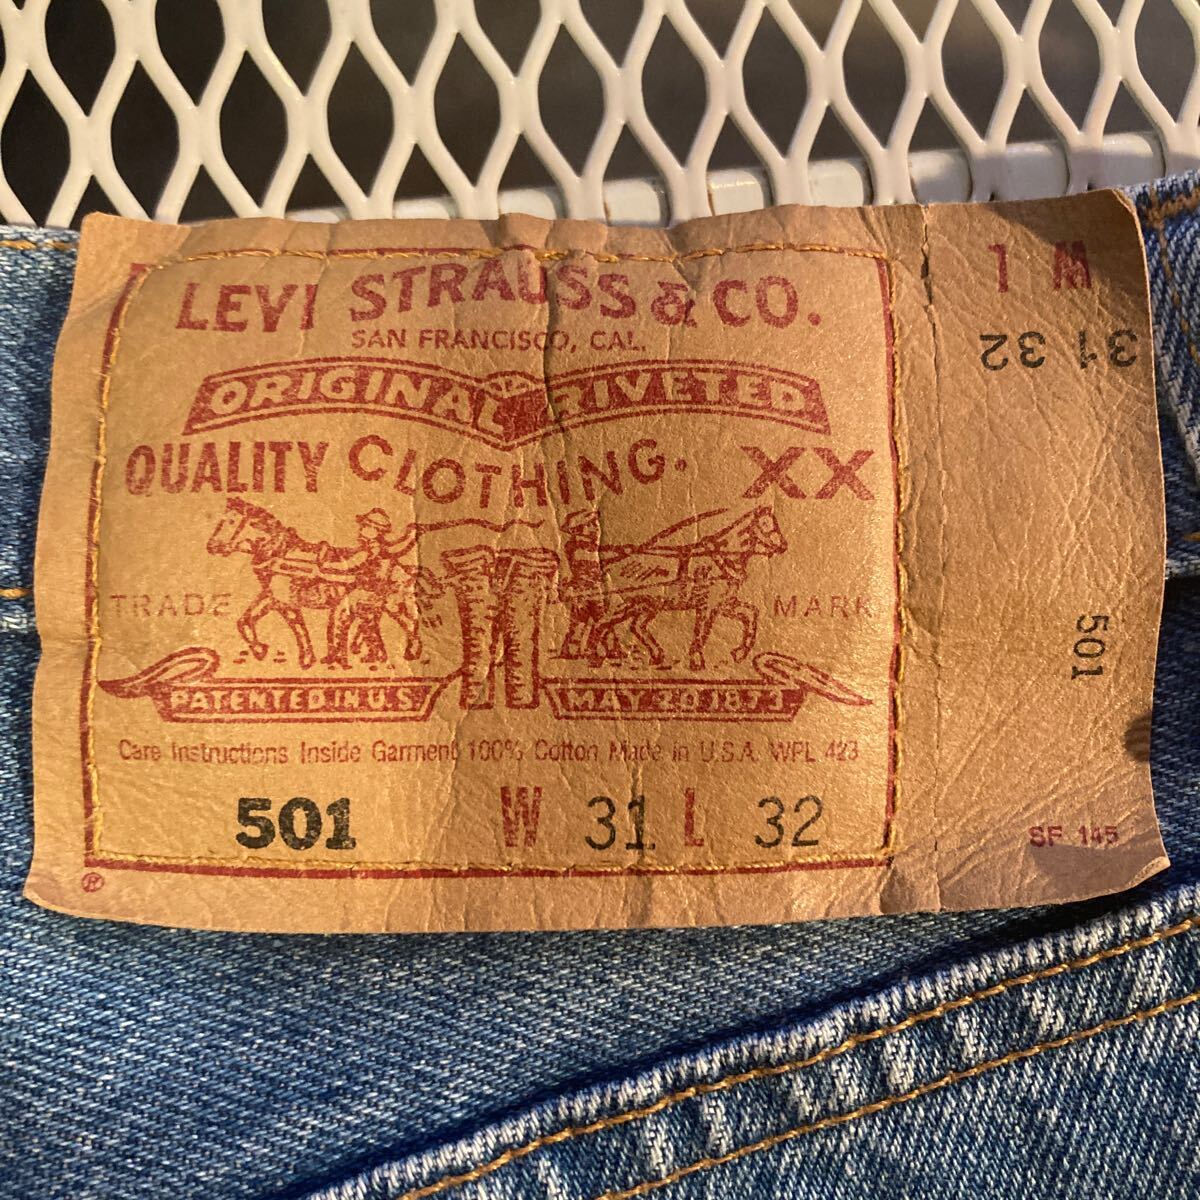 LEVI STRAUSS & CO.
SAN FRANCISCO, CAL.
ORIGINAL RIVETED
QUALITY CLOTHING. XX
TRADE MARK
PATENTED IN U.S. MAY 20 1873.
Care Instructions Inside Garment 100% Cotton Made in U.S.A. WPL 423
501 W 31 L 32
®
W L
31 32
501
SF 145